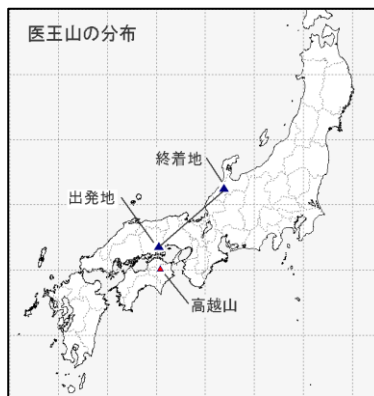 医王山の分布
終着地
出発地
高越山